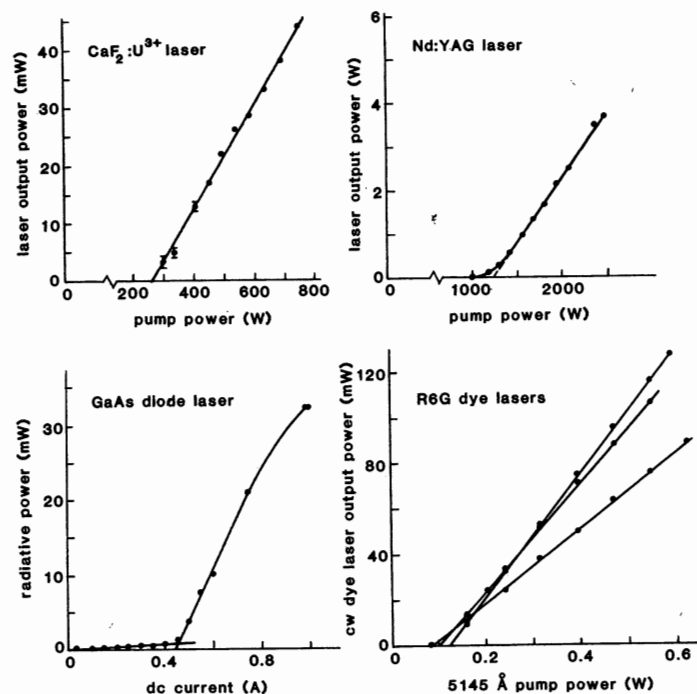 CaF₂:U³⁺ laser
laser output power (mW)
40
30
20
10
0
0 200 400 600 800
pump power (W)
Nd:YAG laser
laser output power (W)
6
4
2
0
0 1000 2000
pump power (W)
GaAs diode laser
radiative power (mW)
30
20
10
0
0 0.4 0.8
dc current (A)
R6G dye lasers
cw dye laser output power (mW)
120
80
40
0
0 0.2 0.4 0.6
5145 Å pump power (W)